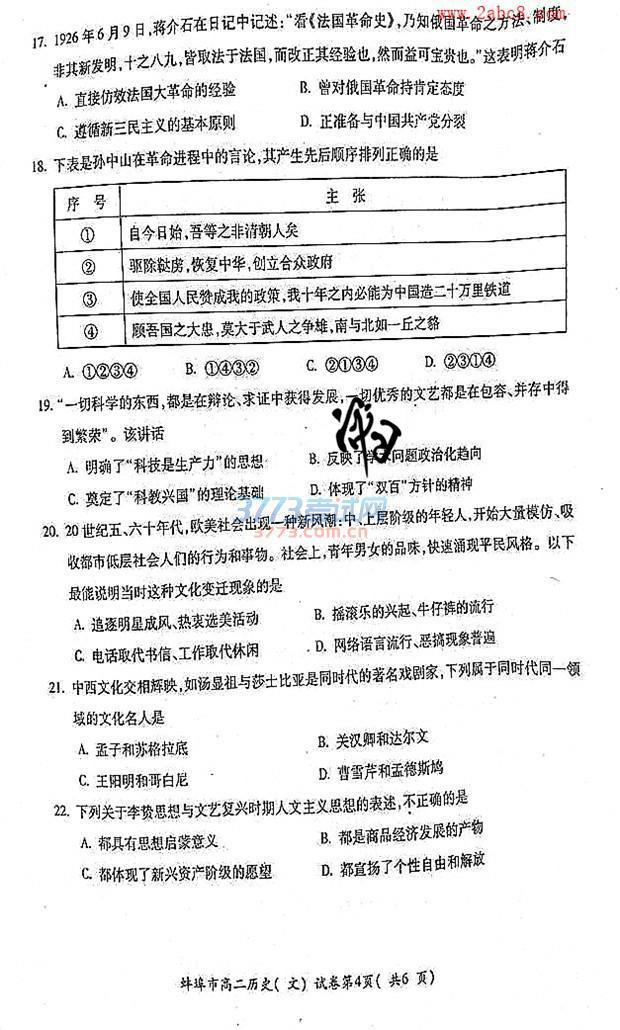 www.2abc8.com
17. 1926年6月9日,蒋介石在日记中记述:“看《法国革命史》,乃知俄国革命之方法、制度,
非其新发明,十之八九,皆取法于法国,而改正其经验也,然而益可宝贵也。”这表明蒋介石
A. 直接仿效法国大革命的经验 B. 曾对俄国革命持肯定态度
C. 遵循新三民主义的基本原则 D. 正准备与中国共产党分裂
18. 下表是孙中山在革命进程中的言论,其产生先后顺序排列正确的是
序 号 主 张
① 自今日始,吾等之非清朝人矣
② 驱除鞑虏,恢复中华,创立合众政府
③ 使全国人民赞成我的政策,我十年之内必能为中国造二十万里铁道
④ 顾吾国之大患,莫大于武人之争雄,南与北如一丘之貉
A. ①②③④ B. ①④③② C. ②①③④ D. ②③①④
19. “一切科学的东西,都是在辩论、求证中获得发展,一切优秀的文艺都是在包容、并存中得
到繁荣”。该讲话
A. 明确了“科技是生产力”的思想 B. 反映了学术问题政治化趋向
C. 奠定了“科教兴国”的理论基础 D. 体现了“双百”方针的精神
3773考试网
3773.com.cn
20. 20世纪五、六十年代,欧美社会出现一种新风潮:中、上层阶级的年轻人,开始大量模仿、吸
收都市低层社会人们的行为和事物。社会上,青年男女的品味,快速涌现平民风格。以下
最能说明当时这种文化变迁现象的是
A. 追逐明星成风、热衷选美活动 B. 摇滚乐的兴起、牛仔裤的流行
C. 电话取代书信、工作取代休闲 D. 网络语言流行、恶搞现象普遍
21. 中西文化交相辉映,如汤显祖与莎士比亚是同时代的著名戏剧家,下列属于同时代同一领
域的文化名人是
A. 孟子和苏格拉底 B. 关汉卿和达尔文
C. 王阳明和哥白尼 D. 曹雪芹和孟德斯鸠
22. 下列关于李贽思想与文艺复兴时期人文主义思想的表述,不正确的是
A. 都具有思想启蒙意义 B. 都是商品经济发展的产物
C. 都体现了新兴资产阶级的愿望 D. 都宣扬了个性自由和解放
蚌埠市高二历史(文)试卷第4页(共6页)